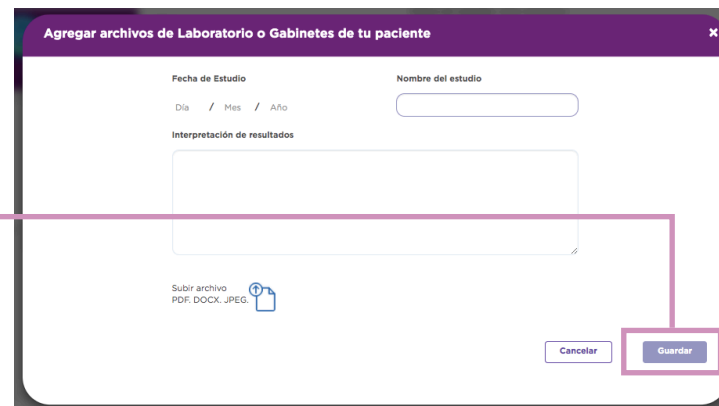 Agregar archivos de Laboratorio o Gabinetes de tu paciente ×
Fecha de Estudio
Nombre del estudio
Día / Mes / Año
Interpretación de resultados
Subir archivo
PDF. DOCX. JPEG.
Cancelar
Guardar